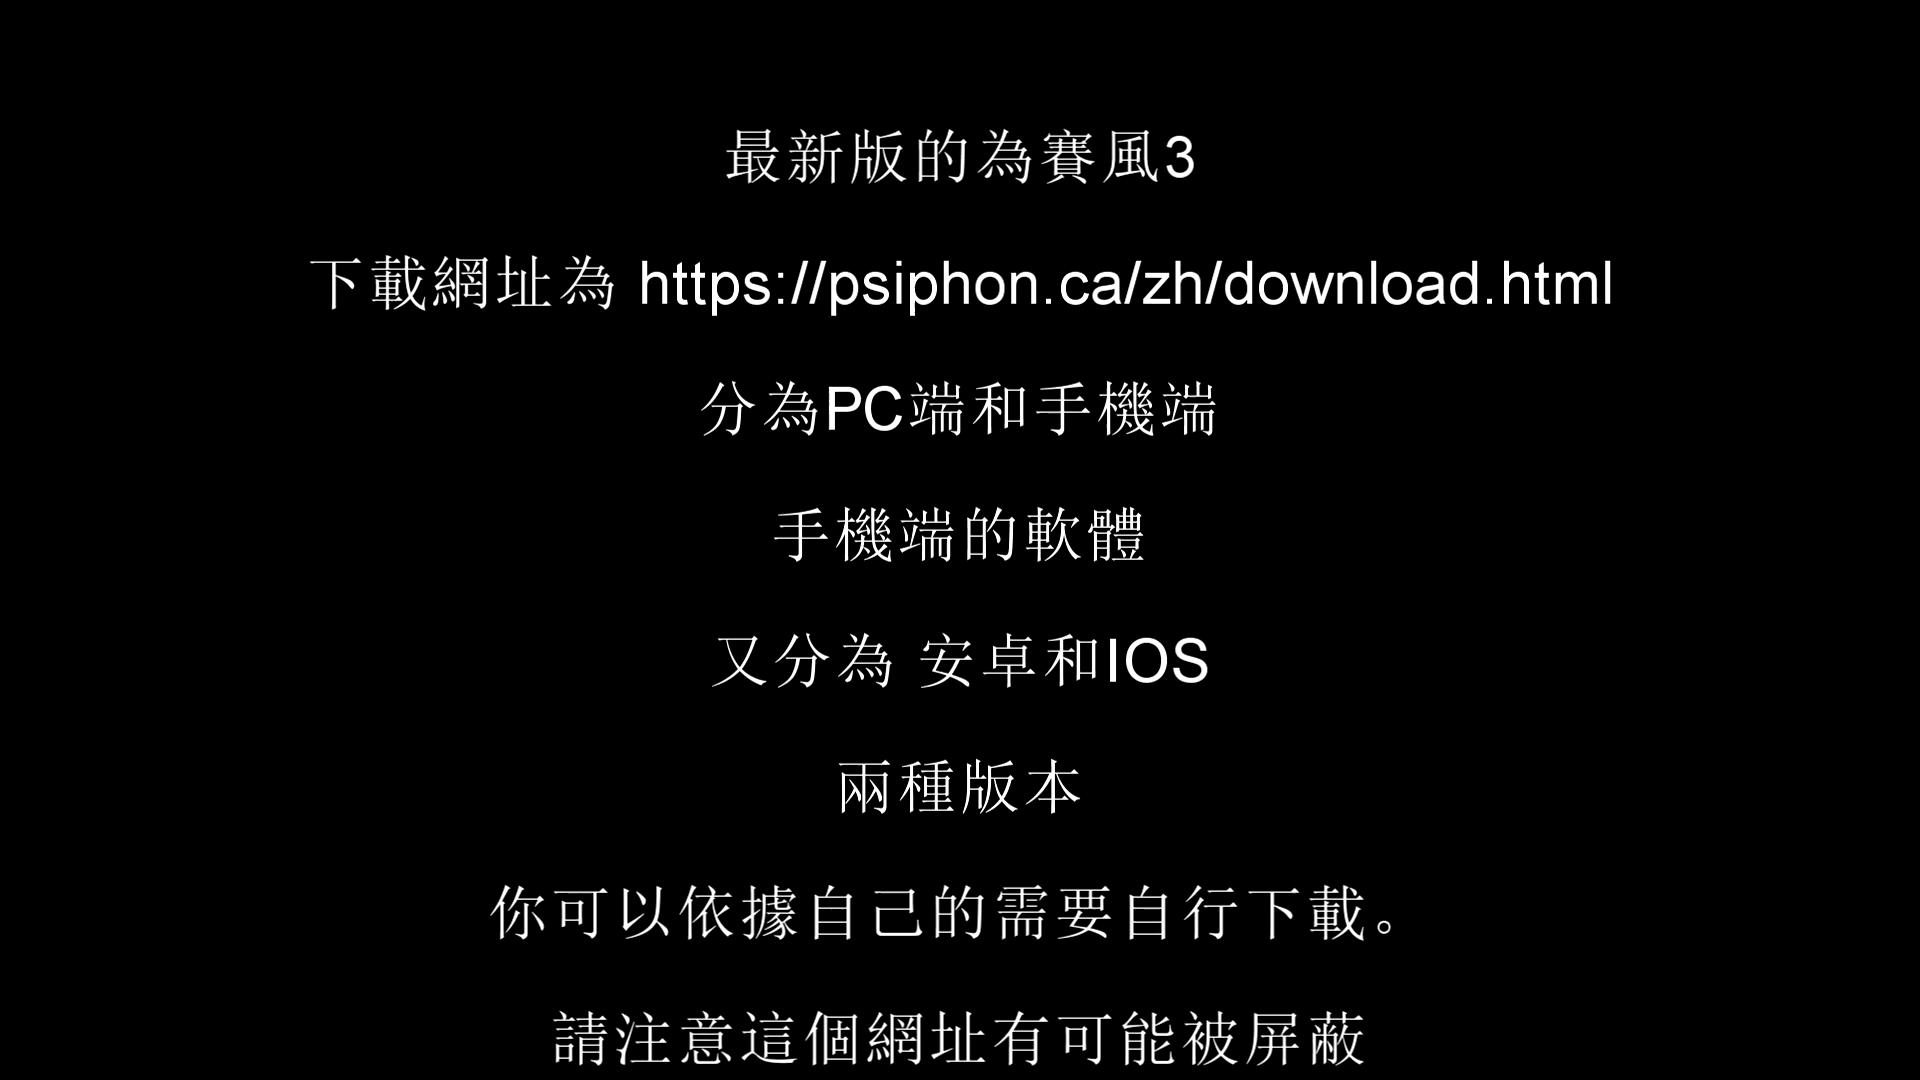 最新版的為賽風3
下載網址為 https://psiphon.ca/zh/download.html
分為PC端和手機端
手機端的軟體
又分為 安卓和IOS
兩種版本
你可以依據自己的需要自行下載。
請注意這個網址有可能被屏蔽